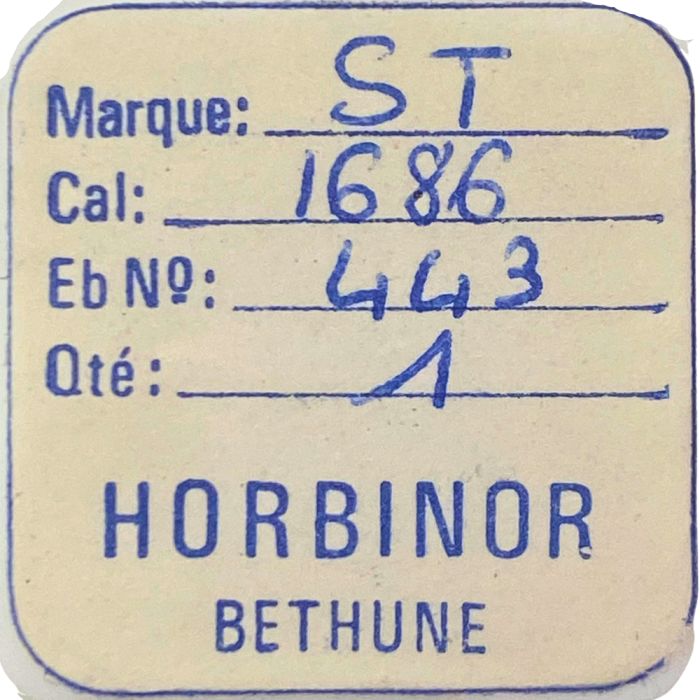 Marque: ST
Cal: 1686
Eb Nº: 443
Qté: 1
HORBINOR
BETHUNE